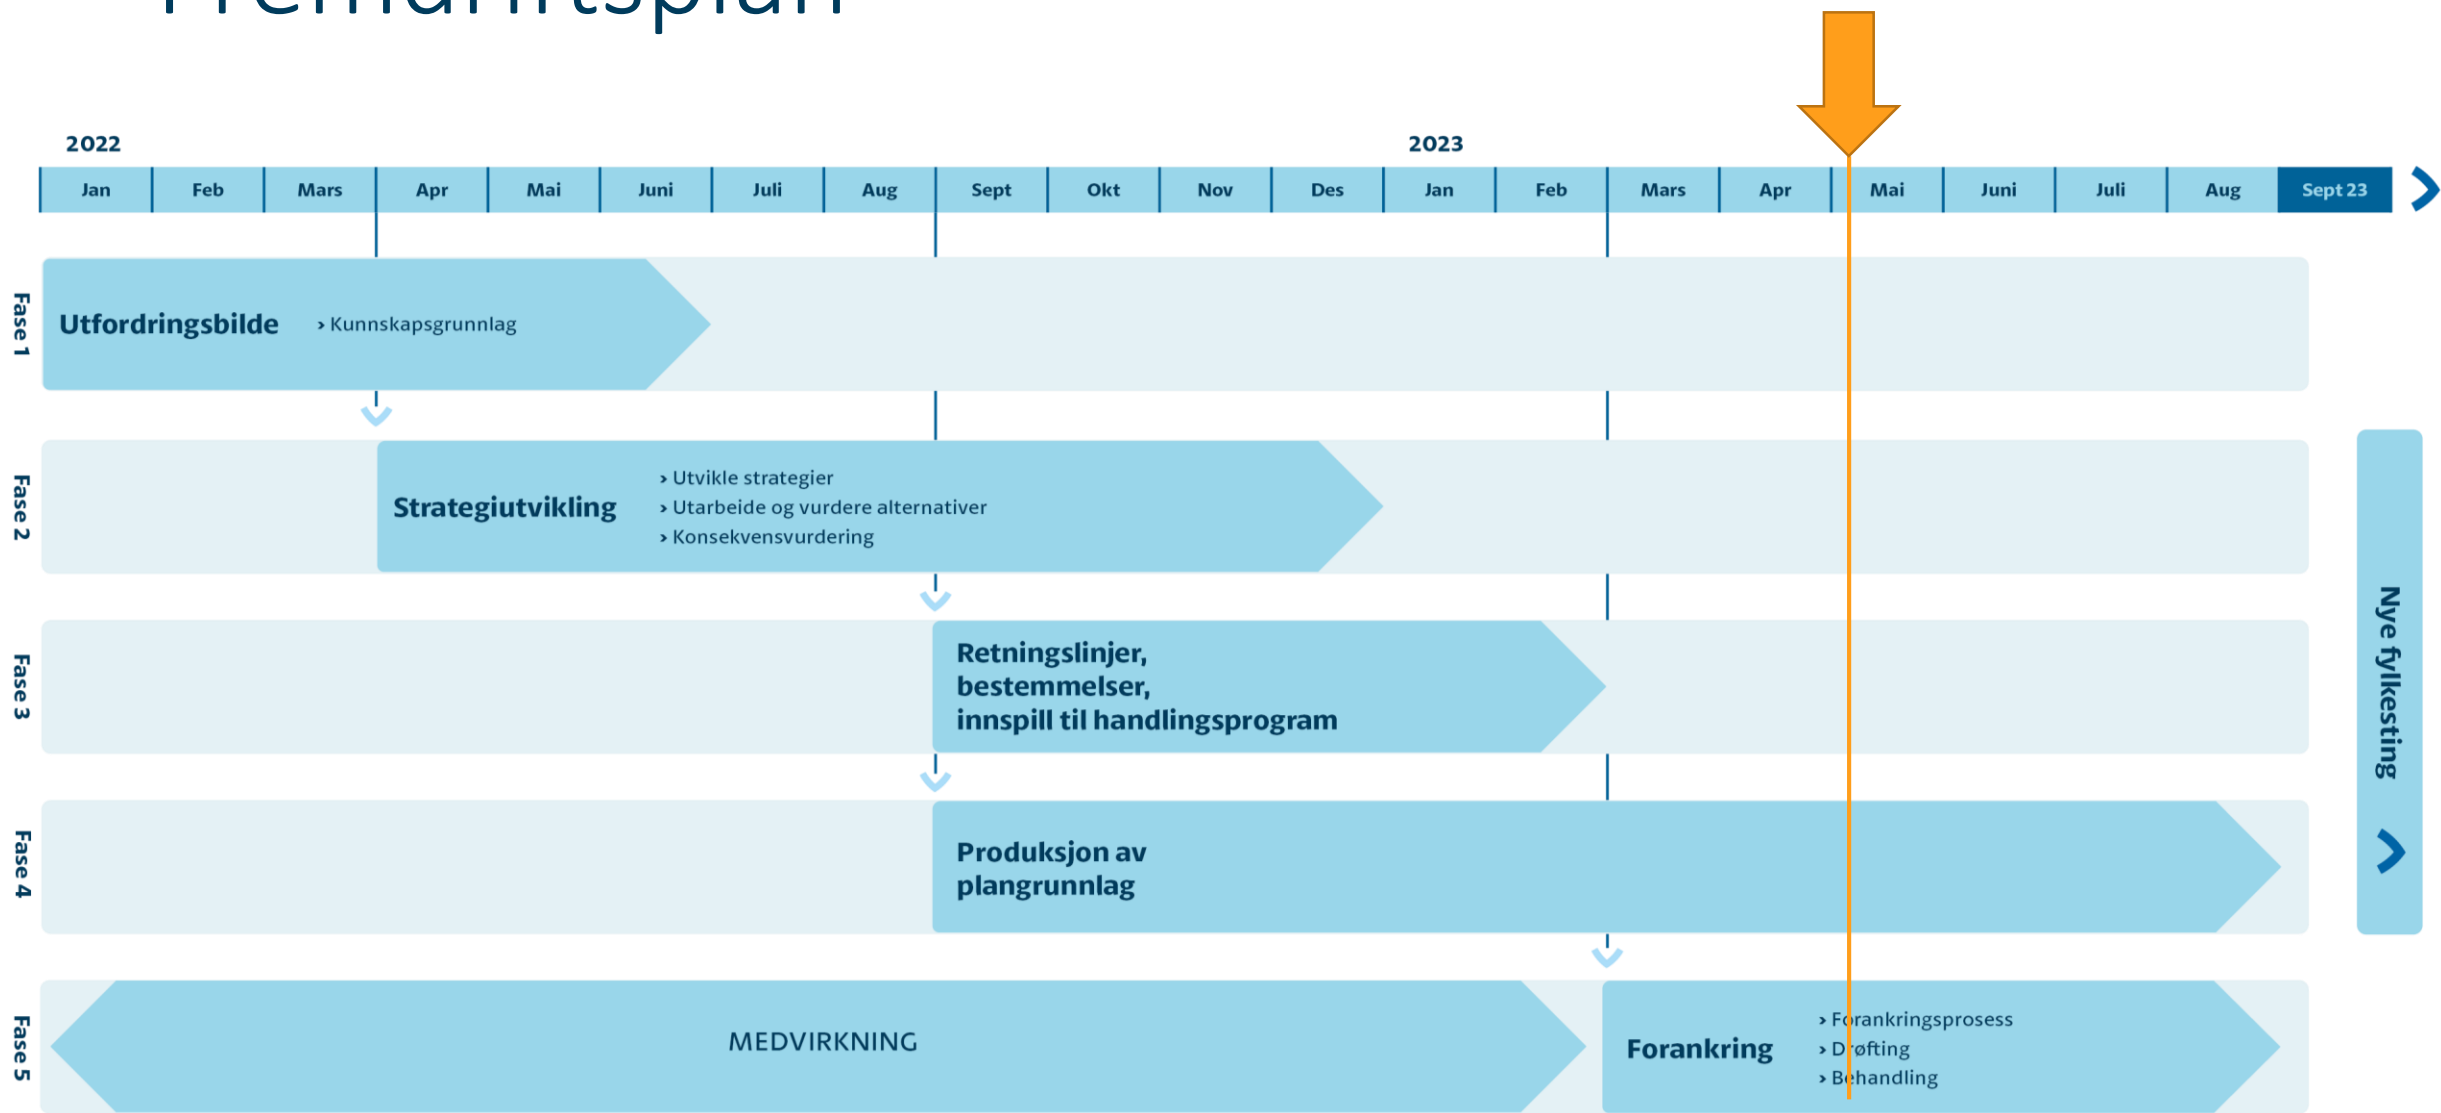 Fremdriftsplan
2022
2023
Jan
Feb
Mars
Apr
Mai
Juni
Juli
Aug
Sept
Okt
Nov
Des
Jan
Feb
Mars
Apr
Mai
Juni
Juli
Aug
Sept 23
Fase 1
Utfordringsbilde
› Kunnskapsgrunnlag
Fase 2
Strategiutvikling
› Utvikle strategier
› Utarbeide og vurdere alternativer
› Konsekvensvurdering
Fase 3
Retningslinjer,
bestemmelser,
innspill til handlingsprogram
Fase 4
Produksjon av
plangrunnlag
Fase 5
MEDVIRKNING
Forankring
› Forankringsprosess
› Drøfting
› Behandling
Nye fylkesting